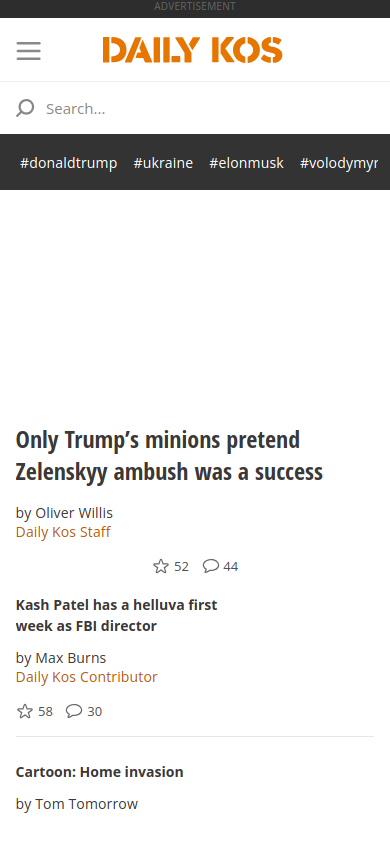 ADVERTISEMENT
DAILY KOS
Search...
#donaldtrump #ukraine #elonmusk #volodymyr
Only Trump’s minions pretend
Zelenskyy ambush was a success
by Oliver Willis
Daily Kos Staff
52 44
Kash Patel has a helluva first
week as FBI director
by Max Burns
Daily Kos Contributor
58 30
Cartoon: Home invasion
by Tom Tomorrow